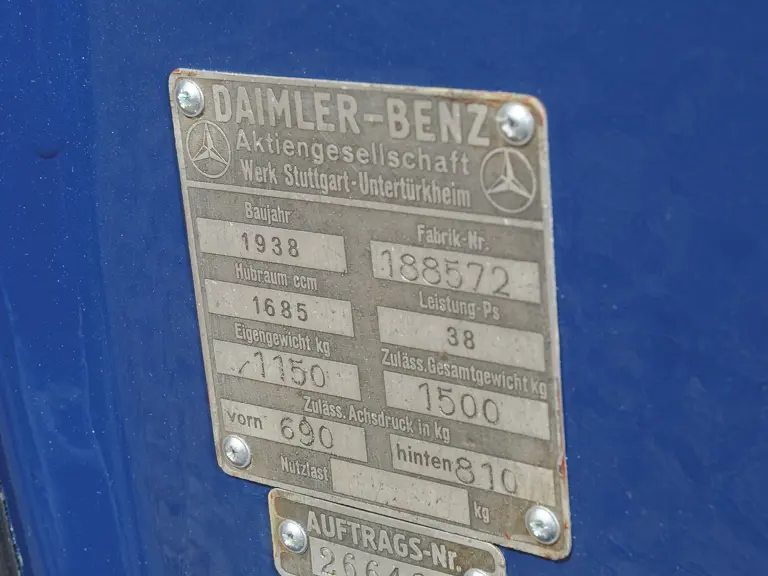 DAIMLER-BENZ
Aktiengesellschaft
Werk Stuttgart-Untertürkheim
Baujahr
Fabrik-Nr.
1938
188572
Hubraum ccm
Leistung-Ps
1685
38
Eigengewicht kg
Zuläss.Gesamtgewicht kg
1150
1500
Zuläss. Achsdruck in kg
vorn 690
hinten 810
Nutzlast kg
AUFTRAGS-Nr.